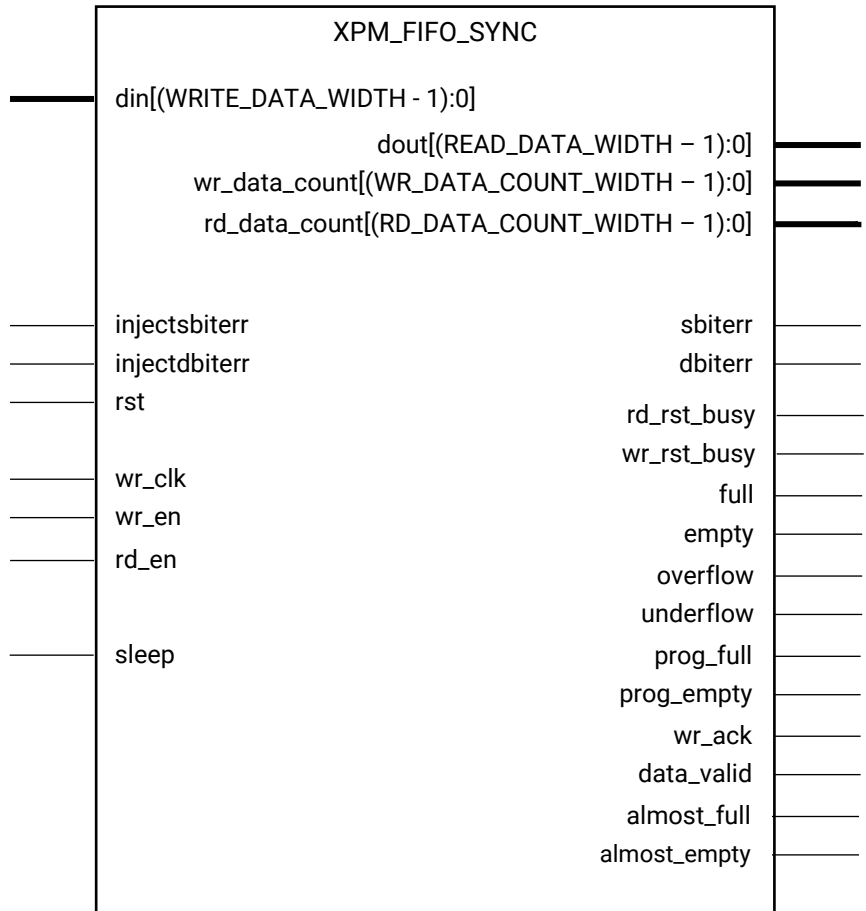 XPM_FIFO_SYNC
din[(WRITE_DATA_WIDTH - 1):0]
dout[(READ_DATA_WIDTH – 1):0]
wr_data_count[(WR_DATA_COUNT_WIDTH – 1):0]
rd_data_count[(RD_DATA_COUNT_WIDTH – 1):0]
injectsbiterr sbiterr
injectdbiterr dbiterr
rst
rd_rst_busy
wr_rst_busy
wr_clk
full
wr_en
empty
rd_en
overflow
underflow
sleep prog_full
prog_empty
wr_ack
data_valid
almost_full
almost_empty